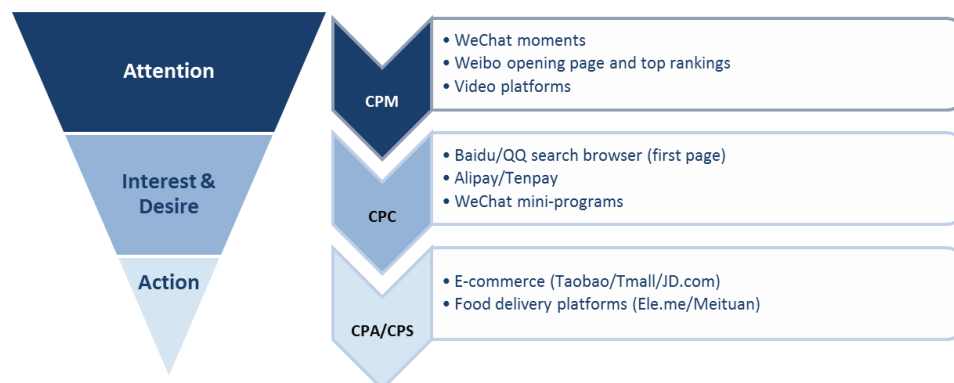 Attention
CPM
• WeChat moments
• Weibo opening page and top rankings
• Video platforms
Interest &
Desire
CPC
• Baidu/QQ search browser (first page)
• Alipay/Tenpay
• WeChat mini-programs
Action
CPA/CPS
• E-commerce (Taobao/Tmall/JD.com)
• Food delivery platforms (Ele.me/Meituan)